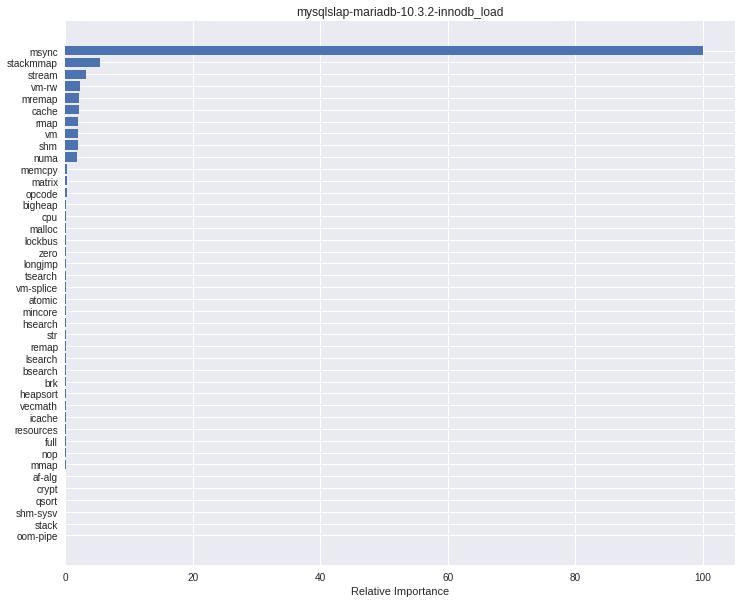 mysqlslap-mariadb-10.3.2-innodb_load
msync
stackmmap
stream
vm-rw
mremap
cache
rmap
vm
shm
numa
memcpy
matrix
opcode
bigheap
cpu
malloc
lockbus
zero
longjmp
tsearch
vm-splice
atomic
mincore
hsearch
str
remap
lsearch
bsearch
brk
heapsort
vecmath
icache
resources
full
nop
mmap
af-alg
crypt
qsort
shm-sysv
stack
oom-pipe
0 20 40 60 80 100
Relative Importance